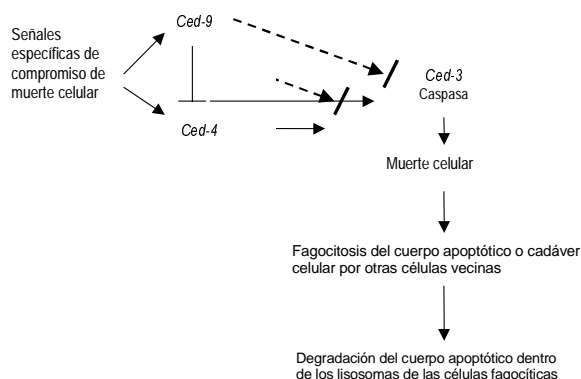 Señales
específicas de
compromiso de
muerte celular
Ced-9
Ced-4
Ced-3
Caspasa
Muerte celular
Fagocitosis del cuerpo apoptótico o cadáver
celular por otras células vecinas
Degradación del cuerpo apoptótico dentro
de los lisosomas de las células fagocíticas